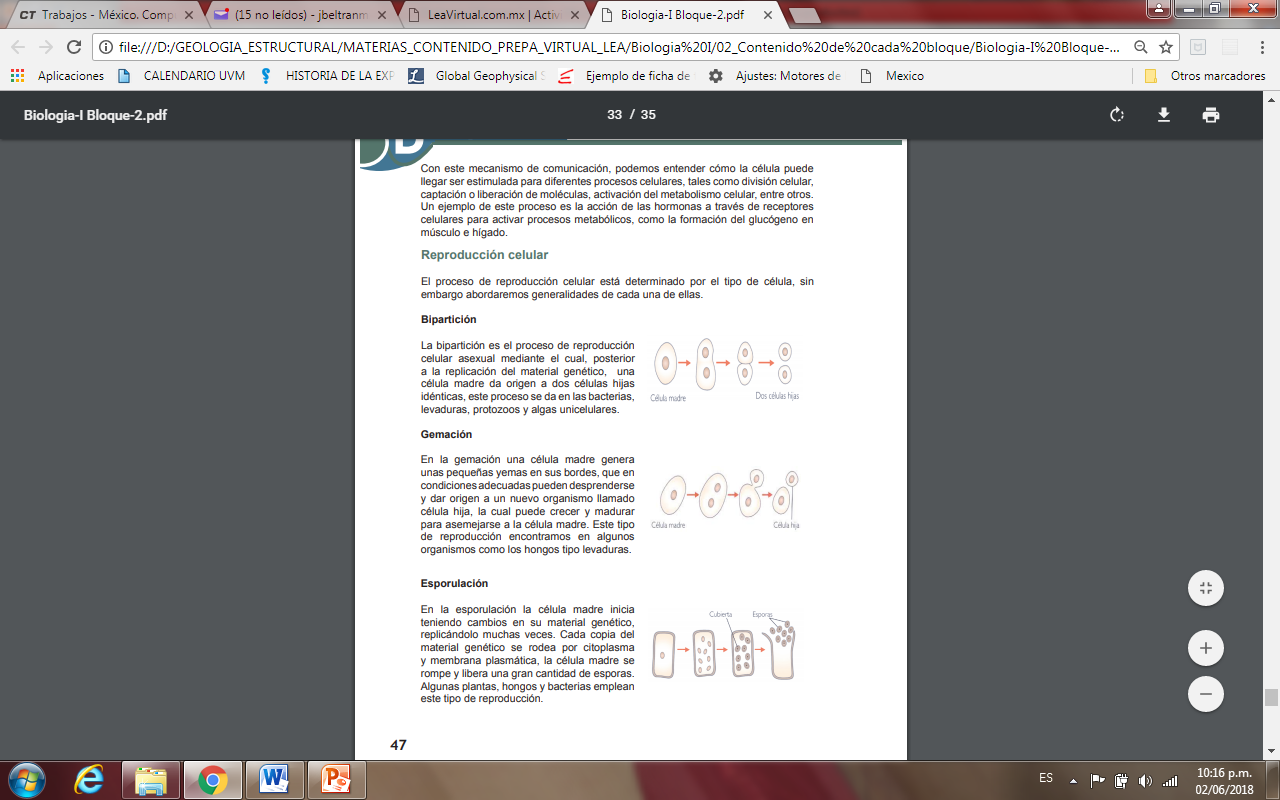 CT Trabajos - México. Comp
(15 no leídos) - jbeltranm
LeaVirtual.com.mx | Activ
Biologia-I Bloque-2.pdf
file:///D:/GEOLOGIA_ESTRUCTURAL/MATERIAS_CONTENIDO_PREPA_VIRTUAL_LEA/Biologia%20I/02_Contenido%20de%20cada%20bloque/Biologia-I%20Bloque-...
Aplicaciones CALENDARIO UVM HISTORIA DE LA EXP Global Geophysical S Ejemplo de ficha de Ajustes: Motores de Mexico Otros marcadores
Biologia-I Bloque-2.pdf 33 / 35
Con este mecanismo de comunicación, podemos entender cómo la célula puede
llegar ser estimulada para diferentes procesos celulares, tales como división celular,
captación o liberación de moléculas, activación del metabolismo celular, entre otros.
Un ejemplo de este proceso es la acción de las hormonas a través de receptores
celulares para activar procesos metabólicos, como la formación del glucógeno en
músculo e hígado.
Reproducción celular
El proceso de reproducción celular está determinado por el tipo de célula, sin
embargo abordaremos generalidades de cada una de ellas.
Bipartición
La bipartición es el proceso de reproducción
celular asexual mediante el cual, posterior
a la replicación del material genético, una
célula madre da origen a dos células hijas
idénticas, este proceso se da en las bacterias,
levaduras, protozoos y algas unicelulares.
Célula madre Dos células hijas
Gemación
En la gemación una célula madre genera
unas pequeñas yemas en sus bordes, que en
condiciones adecuadas pueden desprenderse
y dar origen a un nuevo organismo llamado
célula hija, la cual puede crecer y madurar
para asemejarse a la célula madre. Este tipo
de reproducción encontramos en algunos
organismos como los hongos tipo levaduras.
Célula madre Célula hija
Esporulación
En la esporulación la célula madre inicia
teniendo cambios en su material genético,
replicándolo muchas veces. Cada copia del
material genético se rodea por citoplasma
y membrana plasmática, la célula madre se
rompe y libera una gran cantidad de esporas.
Algunas plantas, hongos y bacterias emplean
este tipo de reproducción.
Cubierta Esporas
47
ES 10:16 p.m.
02/06/2018